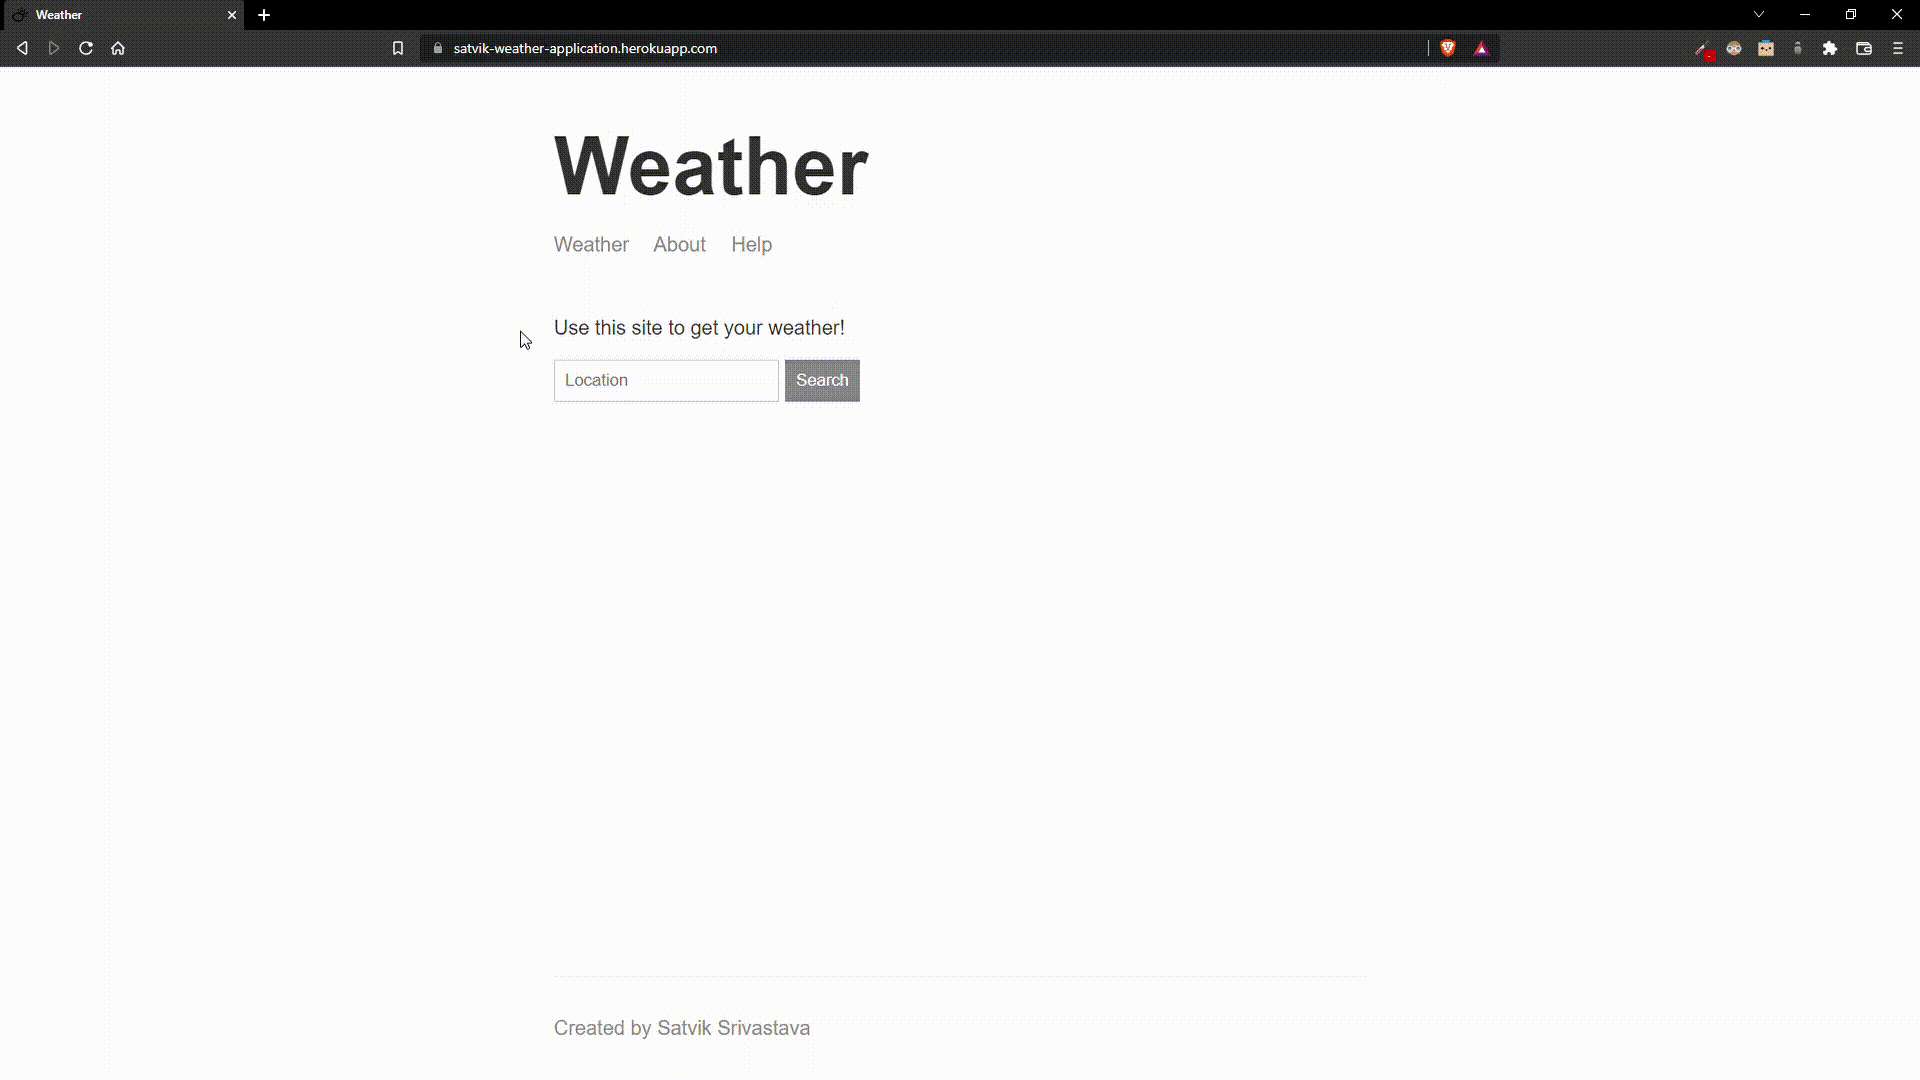 Weather
satvik-weather-application.herokuapp.com
Weather
Weather About Help
Use this site to get your weather!
Location Search
Created by Satvik Srivastava